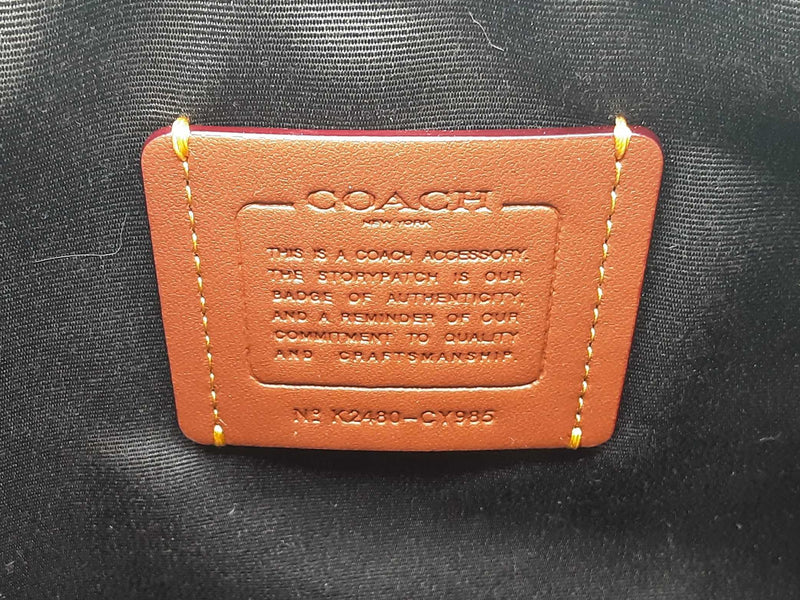 COACH
NEW YORK
THIS IS A COACH ACCESSORY.
THE STORYPATCH IS OUR
BADGE OF AUTHENTICITY,
AND A REMINDER OF OUR
COMMITMENT TO QUALITY
AND CRAFTSMANSHIP.
Nº K2480-CY985